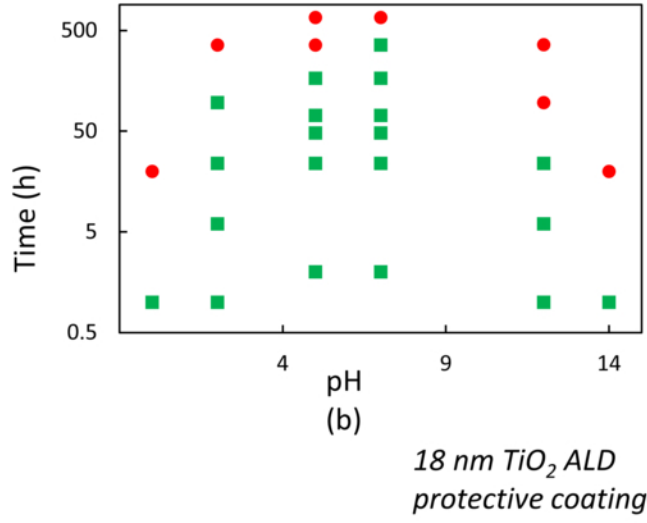 500
50
5
0.5
Time (h)
4
9
14
pH
(b)
18 nm TiO₂ ALD
protective coating